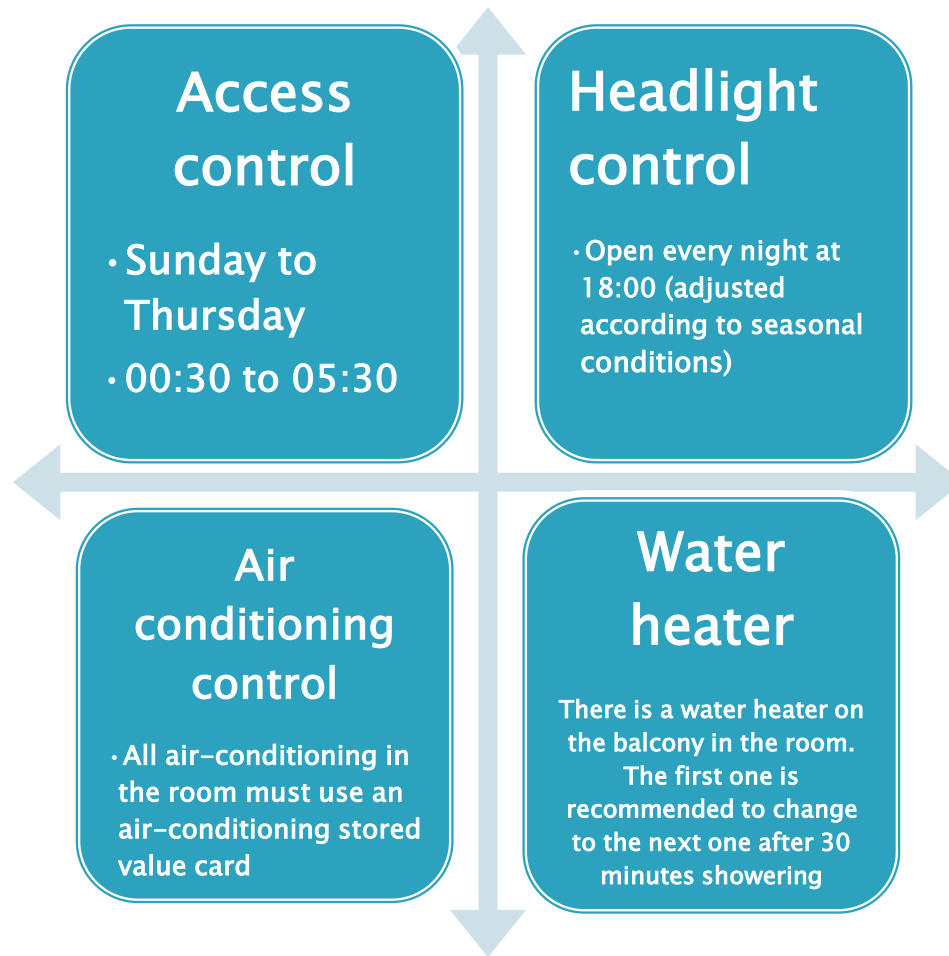 Access
control
· Sunday to
Thursday
· 00:30 to 05:30
Headlight
control
· Open every night at
18:00 (adjusted
according to seasonal
conditions)
Air
conditioning
control
· All air-conditioning in
the room must use an
air-conditioning stored
value card
Water
heater
There is a water heater on
the balcony in the room.
The first one is
recommended to change
to the next one after 30
minutes showering